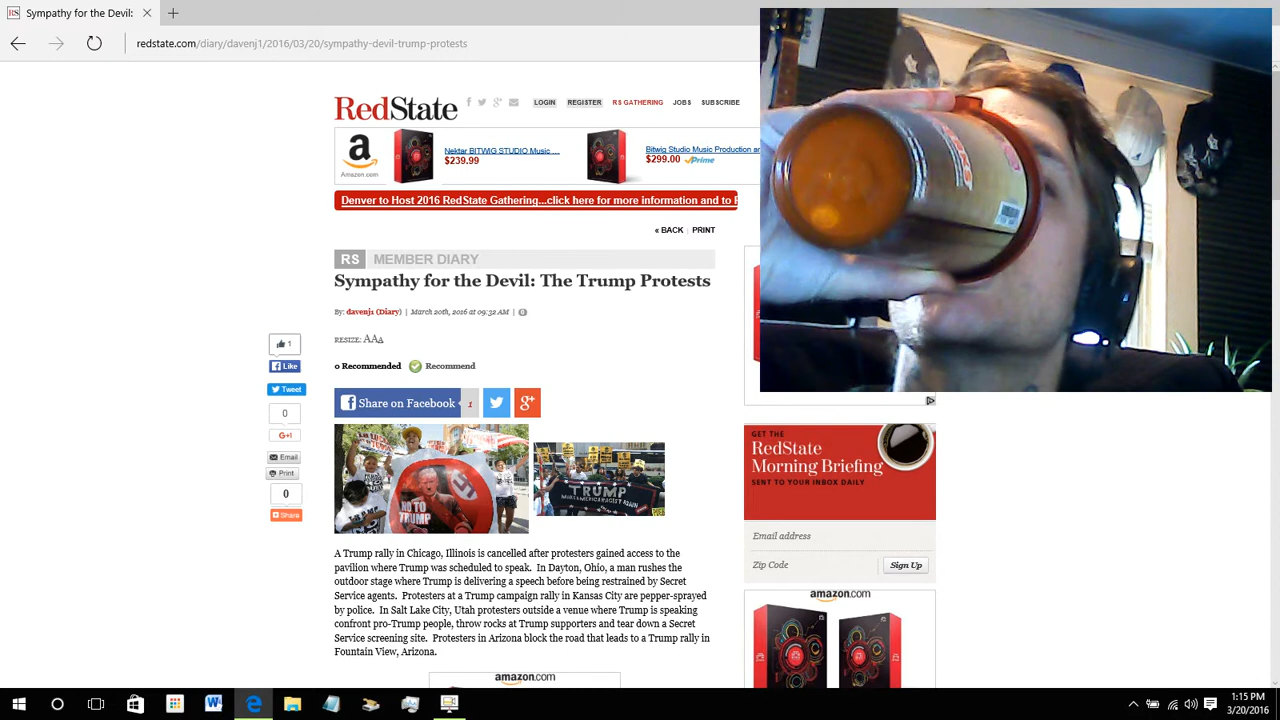 RS Sympathy for the Devil:
redstate.com/diary/davenj1/2016/03/20/sympathy-devil-trump-protests
RedState
LOGIN REGISTER RS GATHERING JOBS SUBSCRIBE
a
Amazon.com
Nektar BITWIG STUDIO Music ...
$239.99
Bitwig Studio Music Production an
$299.00 Prime
Denver to Host 2016 RedState Gathering...click here for more information and to
« BACK | PRINT
RS MEMBER DIARY
Sympathy for the Devil: The Trump Protests
By: davenj1 (Diary) | March 20th, 2016 at 09:32 AM | 0
RESIZE: AAA
0 Recommended Recommend
1
Like
Tweet
0
G+1
Email
Print
0
Share
Share on Facebook 1
NO TO
TRUMP
TRUMP
MAKE AMERICA RACIST AGAIN
A Trump rally in Chicago, Illinois is cancelled after protesters gained access to the
pavilion where Trump was scheduled to speak. In Dayton, Ohio, a man rushes the
outdoor stage where Trump is delivering a speech before being restrained by Secret
Service agents. Protesters at a Trump campaign rally in Kansas City are pepper-sprayed
by police. In Salt Lake City, Utah protesters outside a venue where Trump is speaking
confront pro-Trump people, throw rocks at Trump supporters and tear down a Secret
Service screening site. Protesters in Arizona block the road that leads to a Trump rally in
Fountain View, Arizona.
amazon.com
GET THE
RedState
Morning Briefing
SENT TO YOUR INBOX DAILY
Email address
Zip Code
Sign Up
amazon.com
1:15 PM
3/20/2016